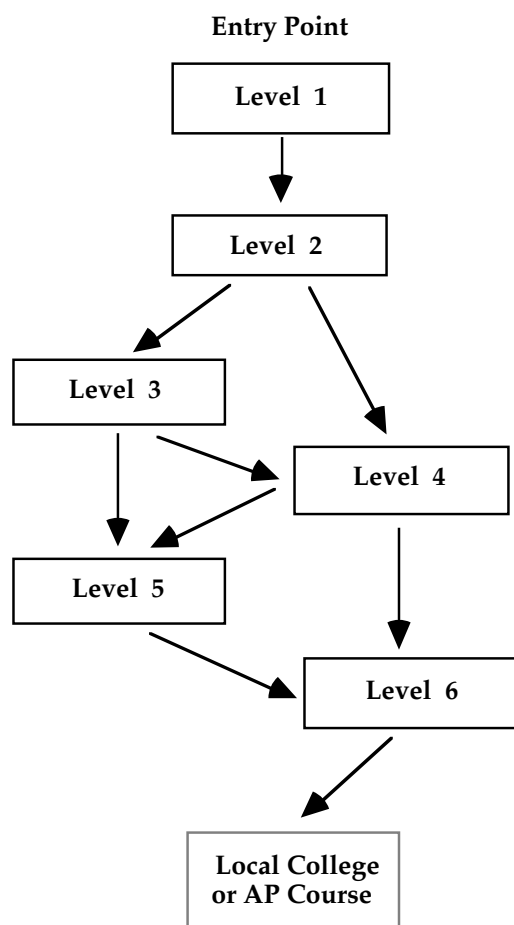 Entry Point
Level 1
Level 2
Level 3
Level 4
Level 5
Level 6
Local College
or AP Course